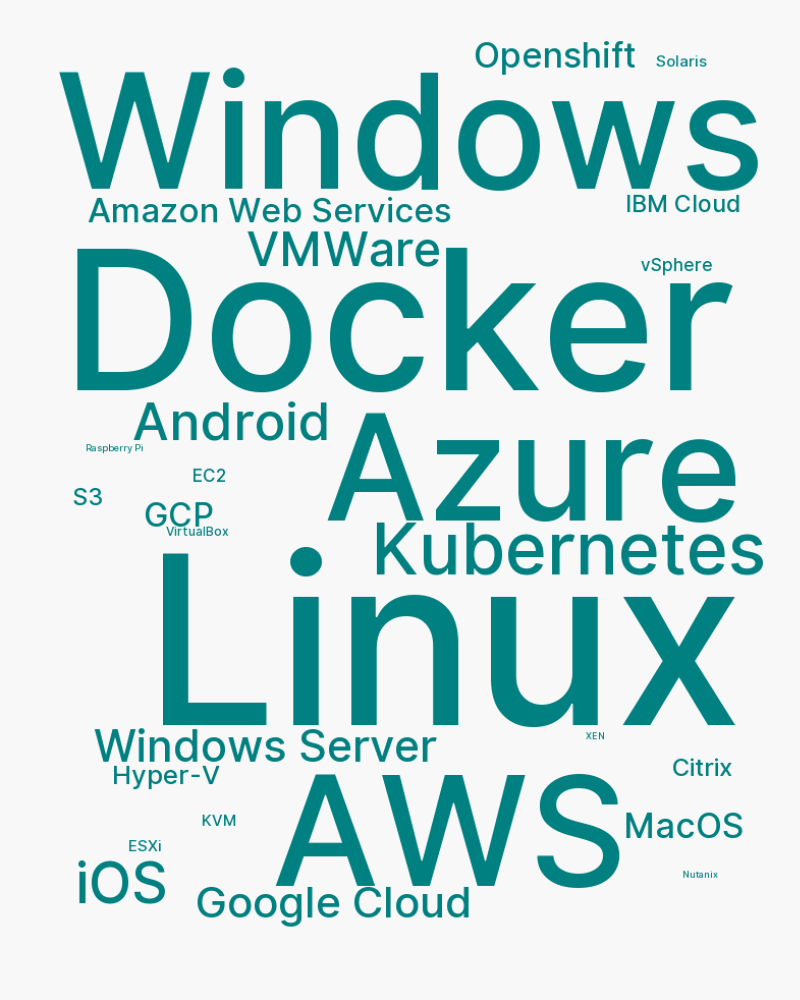 Openshift
Solaris
Windows
Amazon Web Services
IBM Cloud
VMWare
vSphere
Docker
Android
Azure
Raspberry Pi
EC2
S3
GCP
VirtualBox
Kubernetes
Linux
Windows Server
XEN
Hyper-V
Citrix
AWS
KVM
MacOS
ESXi
iOS
Nutanix
Google Cloud